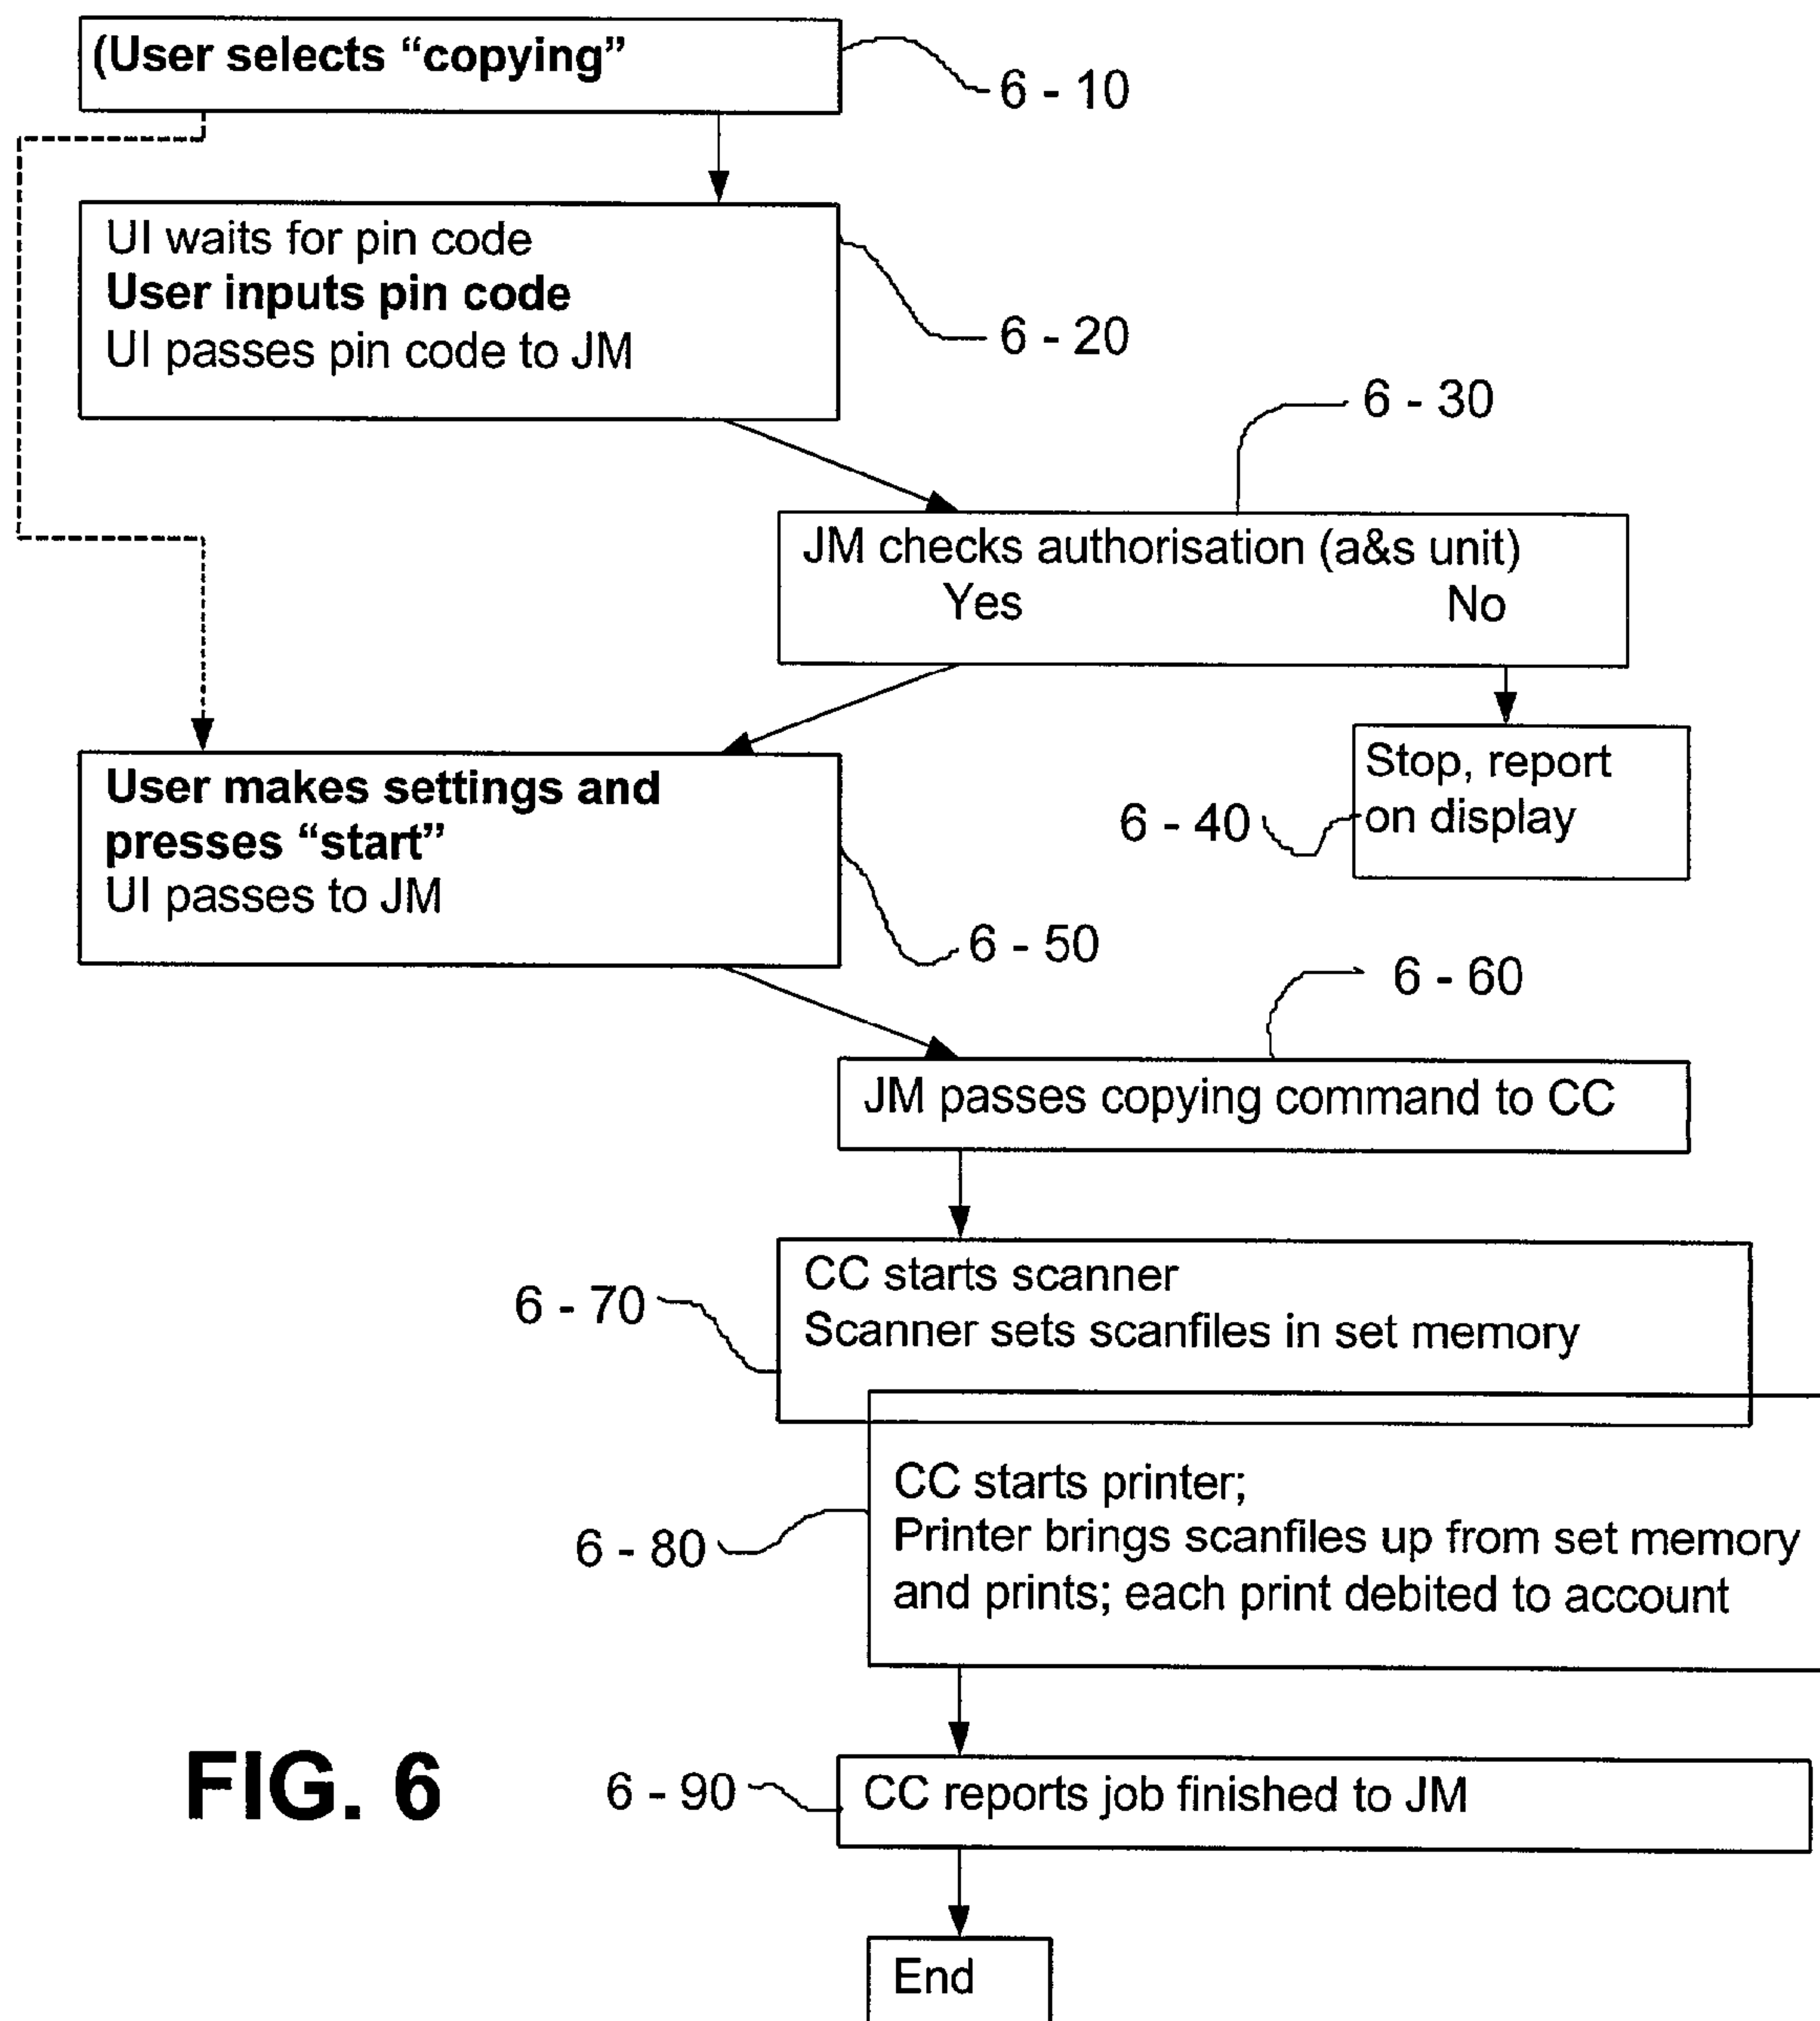 (User selects “copying”
6 - 10
UI waits for pin code
User inputs pin code
UI passes pin code to JM
6 - 20
6 - 30
JM checks authorisation (a&s unit)
Yes No
Stop, report
on display
6 - 40
User makes settings and
presses “start”
UI passes to JM
6 - 50
6 - 60
JM passes copying command to CC
6 - 70
CC starts scanner
Scanner sets scanfiles in set memory
6 - 80
CC starts printer;
Printer brings scanfiles up from set memory
and prints; each print debited to account
FIG. 6
6 - 90
CC reports job finished to JM
End